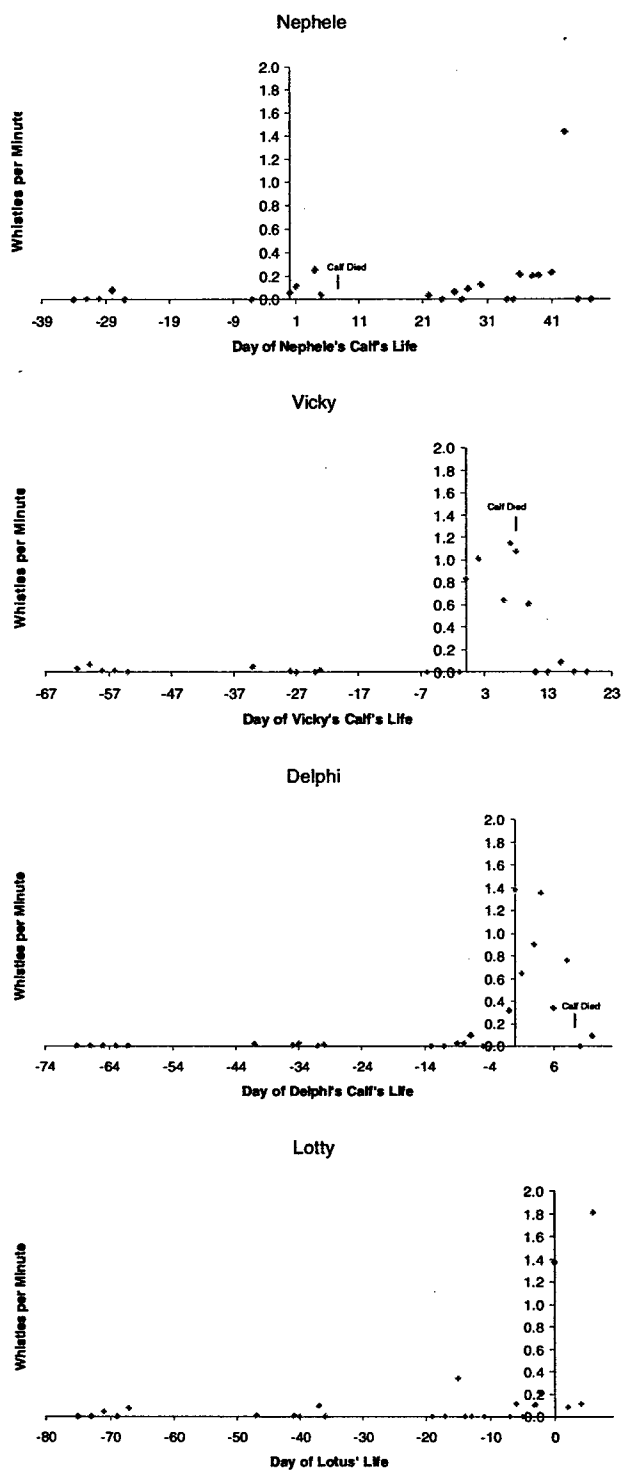 Nephele
2.0
1.8
1.6
1.4
1.2
1.0
0.8
0.6
0.4
0.2
0.0
Whistles per Minute
Calf Died
-39 -29 -19 -9 1 11 21 31 41
Day of Nephele's Calf's Life
Vicky
2.0
1.8
1.6
1.4
1.2
1.0
0.8
0.6
0.4
0.2
0.0
Whistles per Minute
Calf Died
-67 -57 -47 -37 -27 -17 -7 3 13 23
Day of Vicky's Calf's Life
Delphi
2.0
1.8
1.6
1.4
1.2
1.0
0.8
0.6
0.4
0.2
0.0
Whistles per Minute
Calf Died
-74 -64 -54 -44 -34 -24 -14 -4 6
Day of Delphi's Calf's Life
Lotty
2.0
1.8
1.6
1.4
1.2
1.0
0.8
0.6
0.4
0.2
0.0
Whistles per Minute
-80 -70 -60 -50 -40 -30 -20 -10 0
Day of Lotus' Life